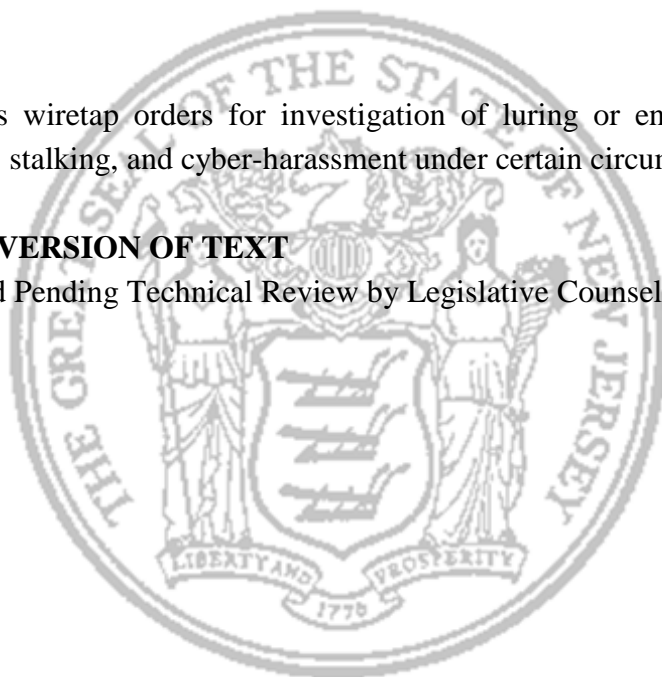 s wiretap orders for investigation of luring or en
stalking, and cyber-harassment under certain circum
VERSION OF TEXT
d Pending Technical Review by Legislative Counsel
THE GREAT SEAL OF THE STATE OF NEW JERSEY
LIBERTY AND PROSPERITY
1776